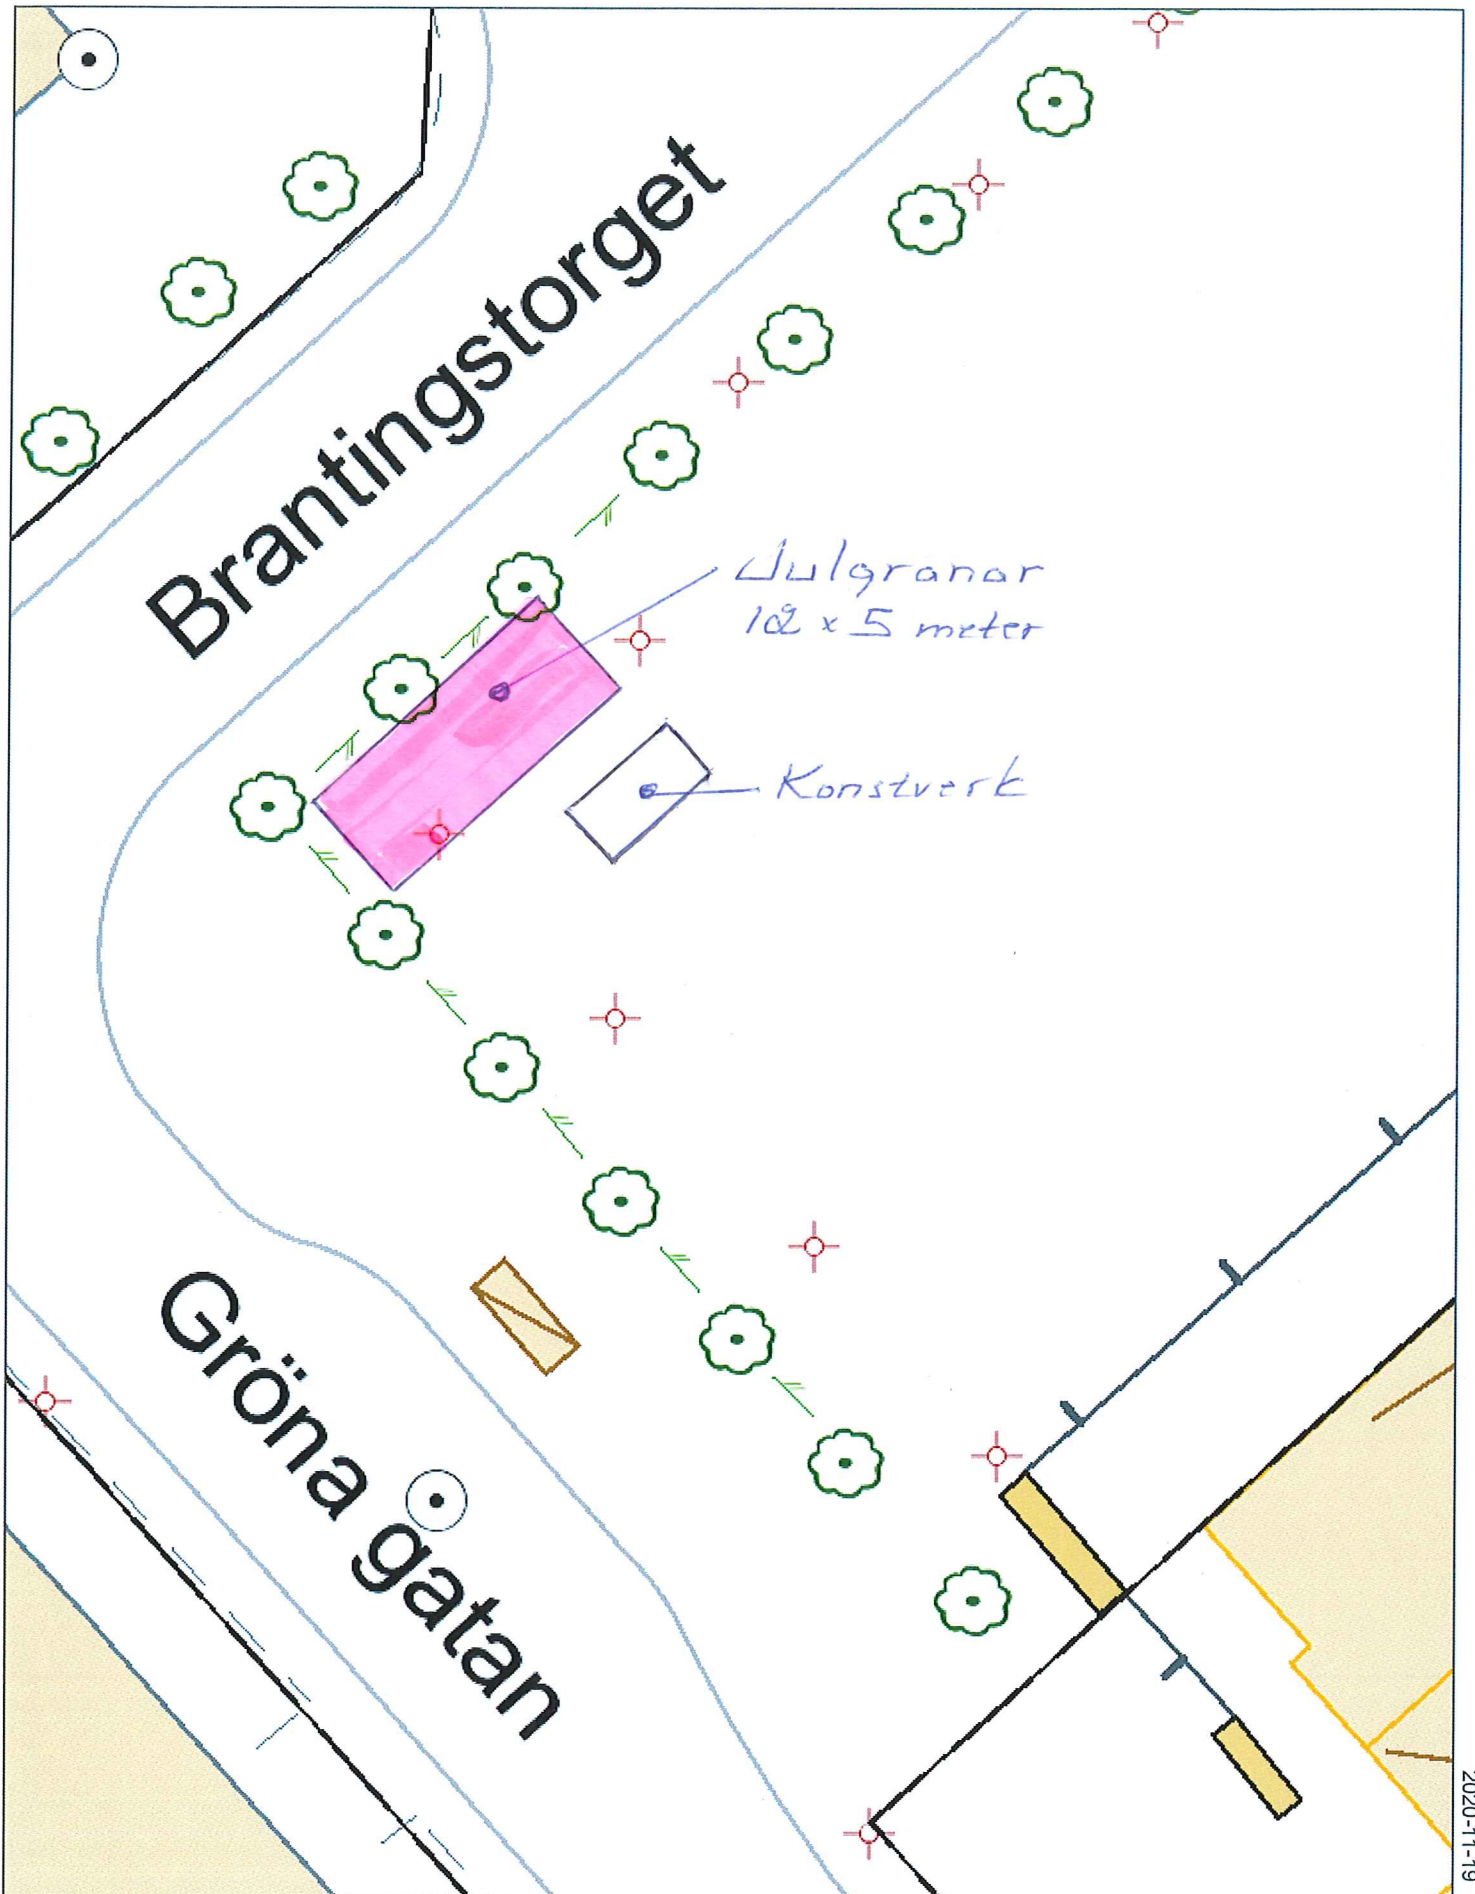 Brantingstorget
Julgranar
12 x 5 meter
Konstverk
Gröna gatan
2020-11-19